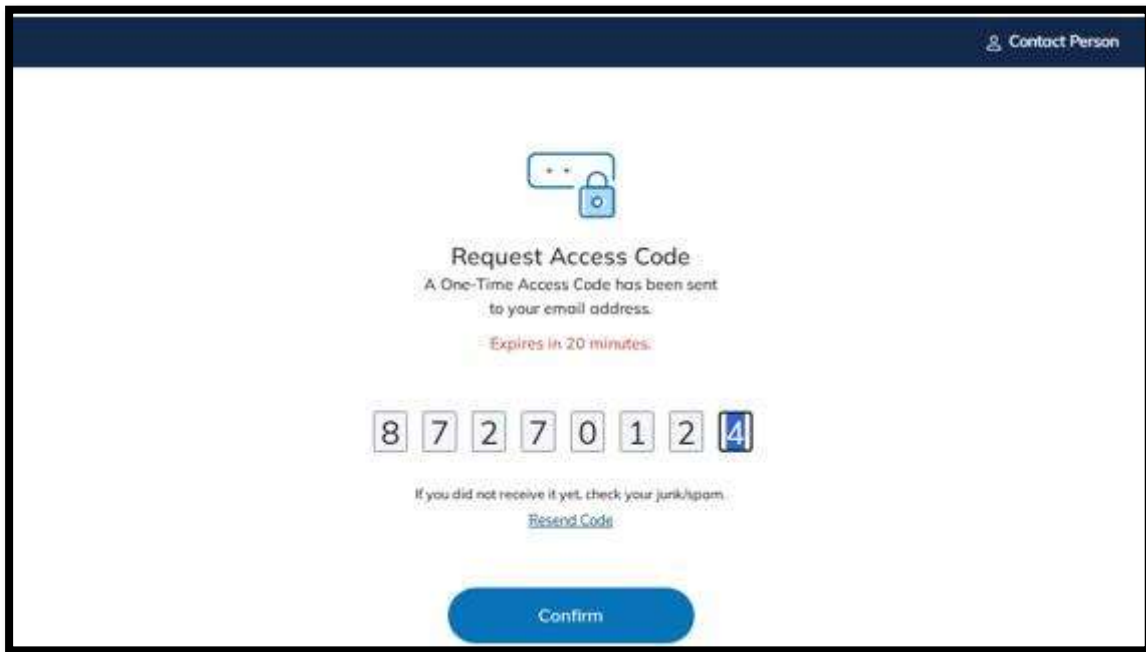 Contact Person
Request Access Code
A One-Time Access Code has been sent
to your email address.
Expires in 20 minutes.
8 7 2 7 0 1 2 4
If you did not receive it yet, check your junk/spam.
Resend Code
Confirm